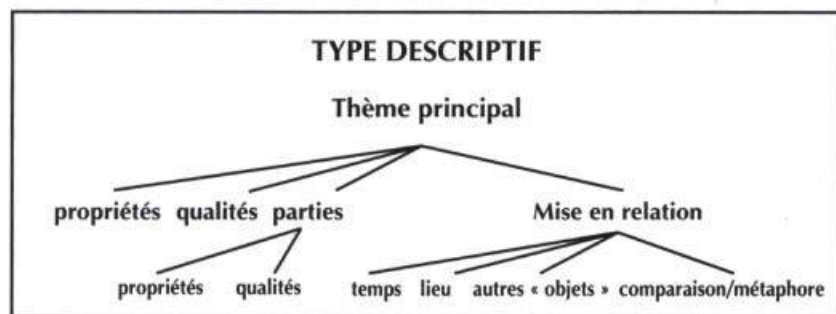 TYPE DESCRIPTIF
Thème principal
propriétés qualités parties Mise en relation
propriétés qualités temps lieu autres « objets » comparaison/métaphore